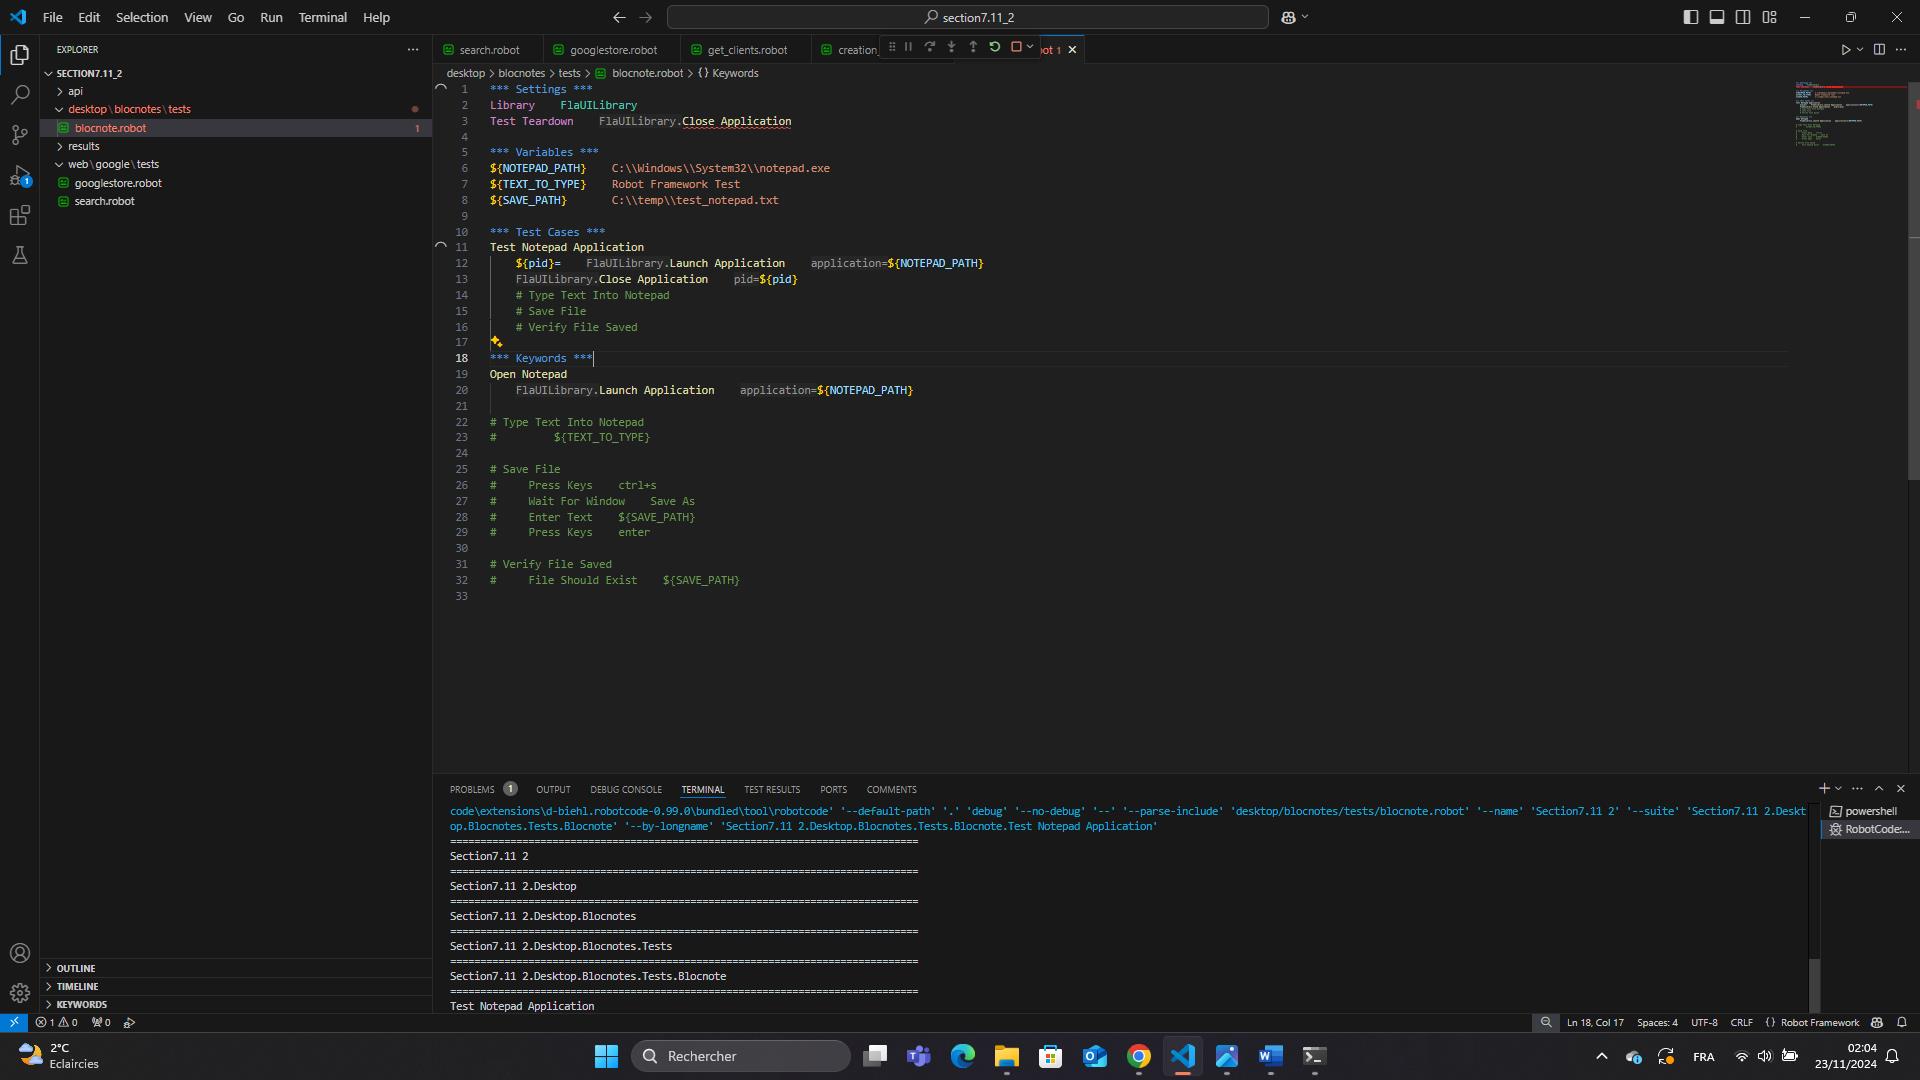 File Edit Selection View Go Run Terminal Help
section7.11_2
EXPLORER
SECTION7.11_2
api
desktop\blocnotes\tests
blocnote.robot 1
results
web\google\tests
googlestore.robot
search.robot
OUTLINE
TIMELINE
KEYWORDS
search.robot googlestore.robot get_clients.robot creation_ bot 1
desktop > blocnotes > tests > blocnote.robot > {} Keywords
1 *** Settings ***
2 Library FlaUILibrary
3 Test Teardown FlaUILibrary.Close Application
4
5 *** Variables ***
6 ${NOTEPAD_PATH} C:\\Windows\\System32\\notepad.exe
7 ${TEXT_TO_TYPE} Robot Framework Test
8 ${SAVE_PATH} C:\\temp\\test_notepad.txt
9
10 *** Test Cases ***
11 Test Notepad Application
12 ${pid}= FlaUILibrary.Launch Application application=${NOTEPAD_PATH}
13 FlaUILibrary.Close Application pid=${pid}
14 # Type Text Into Notepad
15 # Save File
16 # Verify File Saved
17
18 *** Keywords ***
19 Open Notepad
20 FlaUILibrary.Launch Application application=${NOTEPAD_PATH}
21
22 # Type Text Into Notepad
23 # ${TEXT_TO_TYPE}
24
25 # Save File
26 # Press Keys ctrl+s
27 # Wait For Window Save As
28 # Enter Text ${SAVE_PATH}
29 # Press Keys enter
30
31 # Verify File Saved
32 # File Should Exist ${SAVE_PATH}
33
PROBLEMS 1 OUTPUT DEBUG CONSOLE TERMINAL TEST RESULTS PORTS COMMENTS
code\extensions\d-biehl.robotcode-0.99.0\bundled\tool\robotcode' '--default-path' '.' 'debug' '--no-debug' '--' '--parse-include' 'desktop/blocnotes/tests/blocnote.robot' '--name' 'Section7.11 2' '--suite' 'Section7.11 2.Deskt
op.Blocnotes.Tests.Blocnote' '--by-longname' 'Section7.11 2.Desktop.Blocnotes.Tests.Blocnote.Test Notepad Application'
==============================================================================
Section7.11 2
==============================================================================
Section7.11 2.Desktop
==============================================================================
Section7.11 2.Desktop.Blocnotes
==============================================================================
Section7.11 2.Desktop.Blocnotes.Tests
==============================================================================
Section7.11 2.Desktop.Blocnotes.Tests.Blocnote
==============================================================================
Test Notepad Application
powershell
RobotCode:...
1 0 0 Ln 18, Col 17 Spaces: 4 UTF-8 CRLF {} Robot Framework
2°C
Eclaircies
Rechercher
FRA
02:04
23/11/2024